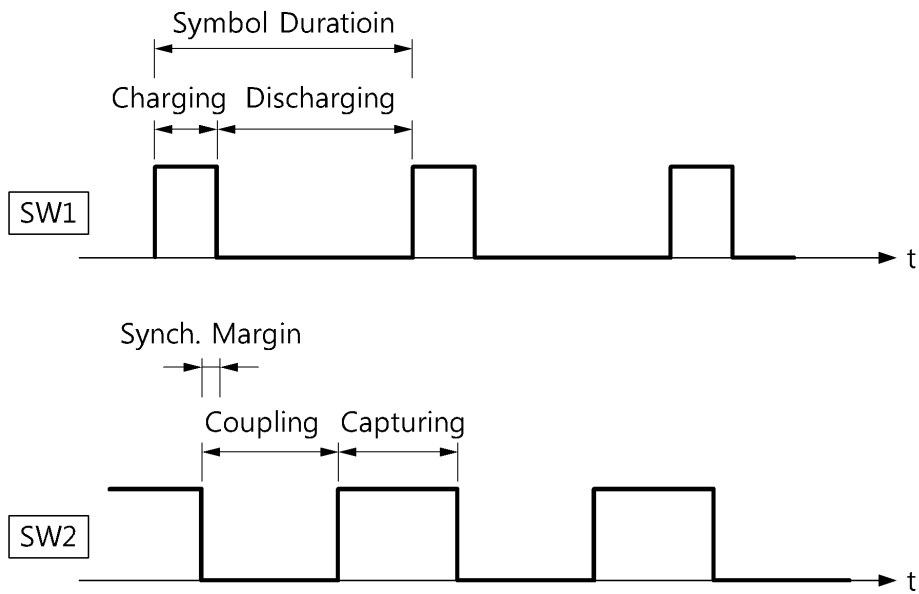 Symbol Duratioin
Charging Discharging
SW1
t
Synch. Margin
Coupling Capturing
SW2
t